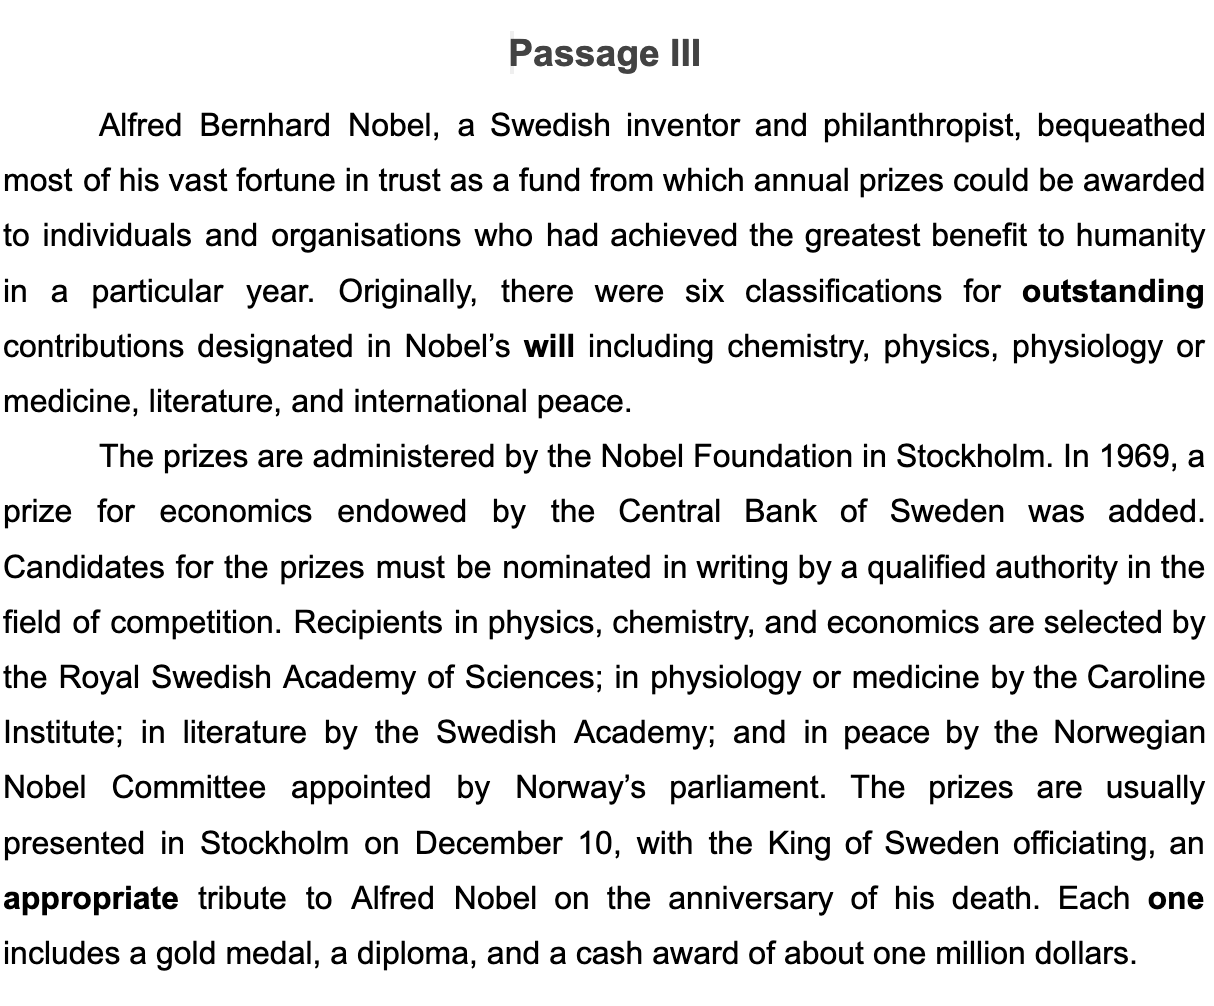 Passage III
Alfred Bernhard Nobel, a Swedish inventor and philanthropist, bequeathed
most of his vast fortune in trust as a fund from which annual prizes could be awarded
to individuals and organisations who had achieved the greatest benefit to humanity
in a particular year. Originally, there were six classifications for outstanding
contributions designated in Nobel’s will including chemistry, physics, physiology or
medicine, literature, and international peace.
The prizes are administered by the Nobel Foundation in Stockholm. In 1969, a
prize for economics endowed by the Central Bank of Sweden was added.
Candidates for the prizes must be nominated in writing by a qualified authority in the
field of competition. Recipients in physics, chemistry, and economics are selected by
the Royal Swedish Academy of Sciences; in physiology or medicine by the Caroline
Institute; in literature by the Swedish Academy; and in peace by the Norwegian
Nobel Committee appointed by Norway’s parliament. The prizes are usually
presented in Stockholm on December 10, with the King of Sweden officiating, an
appropriate tribute to Alfred Nobel on the anniversary of his death. Each one
includes a gold medal, a diploma, and a cash award of about one million dollars.